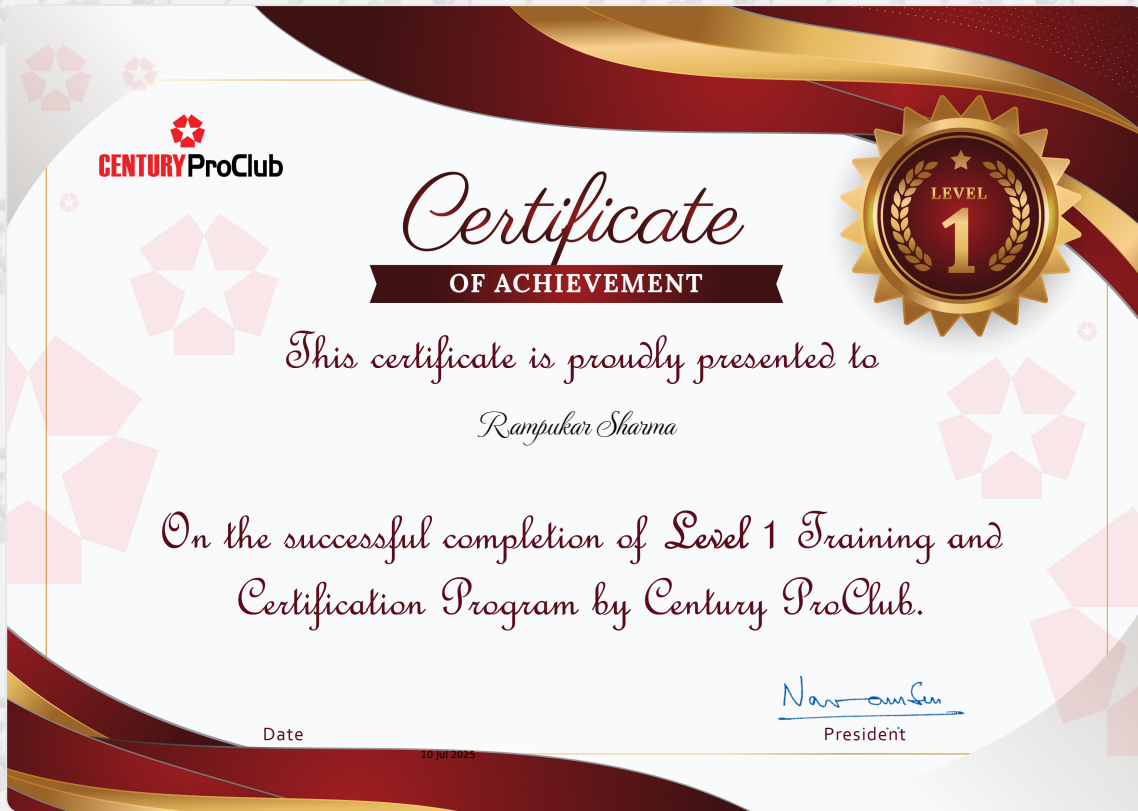 CENTURY ProClub
LEVEL
1
Certificate
OF ACHIEVEMENT
This certificate is proudly presented to
Rampukar Sharma
On the successful completion of Level 1 Training and
Certification Program by Century ProClub.
Date
10 Jul 2025
President